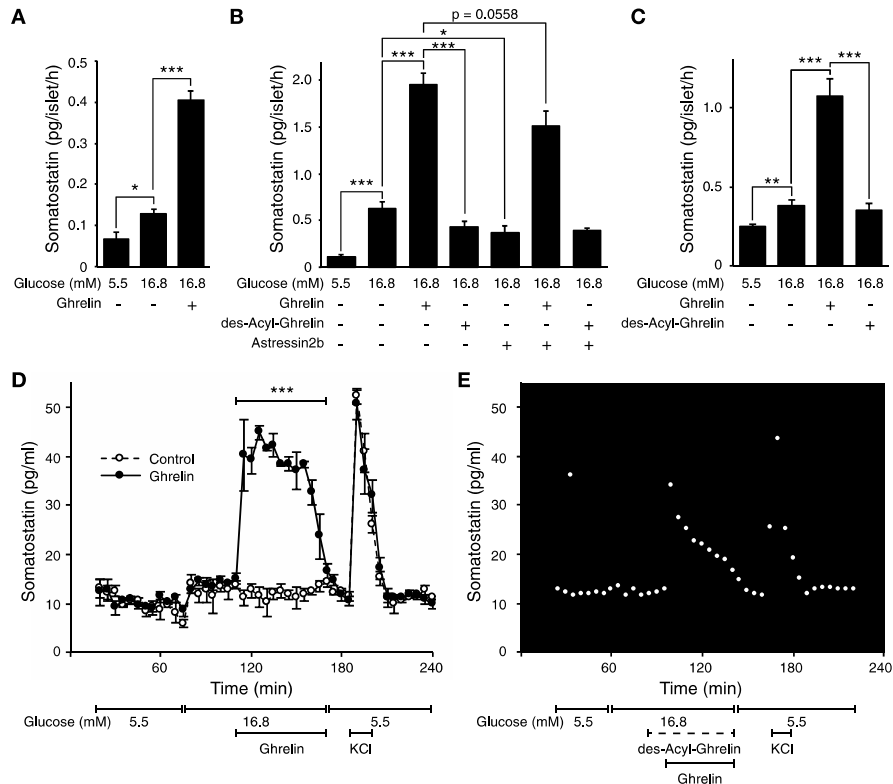 A
Somatostatin (pg/islet/h)
0.5
0.4
0.3
0.2
0.1
0
*
***
Glucose (mM) 5.5 16.8 16.8
Ghrelin - - +
B
Somatostatin (pg/islet/h)
2.0
1.5
1.0
0.5
0
p = 0.0558
*
*** ***
***
Glucose (mM) 5.5 16.8 16.8 16.8 16.8 16.8 16.8
Ghrelin - - + - - + -
des-Acyl-Ghrelin - - - + - - +
Astressin2b - - - - + + +
C
Somatostatin (pg/islet/h)
1.0
0.5
0
*** ***
**
Glucose (mM) 5.5 16.8 16.8 16.8
Ghrelin - - + -
des-Acyl-Ghrelin - - - +
D
Somatostatin (pg/ml)
50
40
30
20
10
0
***
Control
Ghrelin
60 120 180 240
Time (min)
Glucose (mM) 5.5 16.8 5.5
Ghrelin KCl
E
Somatostatin (pg/ml)
50
40
30
20
10
0
60 120 180 240
Time (min)
Glucose (mM) 5.5 16.8 5.5
des-Acyl-Ghrelin KCl
Ghrelin